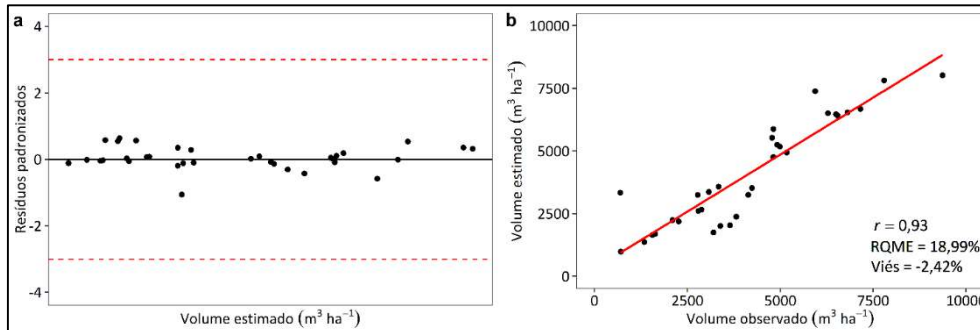 a
4
2
0
-2
-4
Resíduos padronizados
Volume estimado (m³ ha⁻¹)
b
10000
7500
5000
2500
0
Volume estimado (m³ ha⁻¹)
r = 0,93
RQME = 18,99%
Viés = -2,42%
0 2500 5000 7500 10000
Volume observado (m³ ha⁻¹)